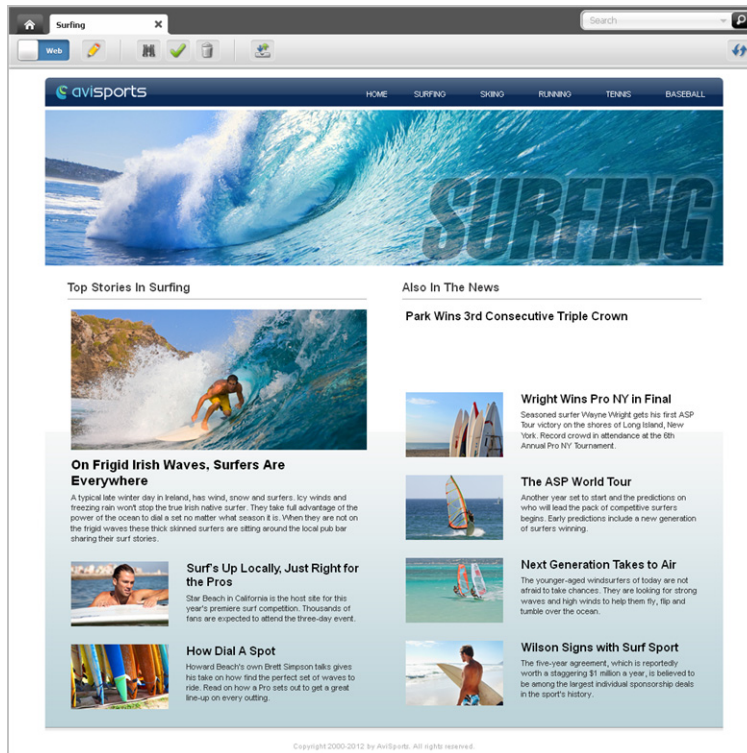 Surfing
Search
Web
avisports
HOME SURFING SKIING RUNNING TENNIS BASEBALL
SURFING
Top Stories In Surfing
On Frigid Irish Waves, Surfers Are
Everywhere
A typical late winter day in Ireland, has wind, snow and surfers. Icy winds and
freezing rain won't stop the true Irish native surfer. They take full advantage of the
power of the ocean to dial a set no matter what season it is. When they are not on
the frigid waves these thick skinned surfers are sitting around the local pub bar
sharing their surf stories.
Surf's Up Locally, Just Right for
the Pros
Star Beach in California is the host site for this
year's premiere surf competition. Thousands of
fans are expected to attend the three-day event.
How Dial A Spot
Howard Beach's own Brett Simpson talks gives
his take on how find the perfect set of waves to
ride. Read on how a Pro sets out to get a great
line-up on every outting.
Also In The News
Park Wins 3rd Consecutive Triple Crown
Wright Wins Pro NY in Final
Seasoned surfer Wayne Wright gets his first ASP
Tour victory on the shores of Long Island, New
York. Record crowd in attendance at the 6th
Annual Pro NY Tournament.
The ASP World Tour
Another year set to start and the predictions on
who will lead the pack of competitive surfers
begins. Early predictions include a new generation
of surfers winning.
Next Generation Takes to Air
The younger-aged windsurfers of today are not
afraid to take chances. They are looking for strong
waves and high winds to help them fly, flip and
tumble over the ocean.
Wilson Signs with Surf Sport
The five-year agreement, which is reportedly
worth a staggering $1 million a year, is believed to
be among the largest individual sponsorship deals
in the sport's history.
Copyright 2000-2012 by AviSports. All rights reserved.